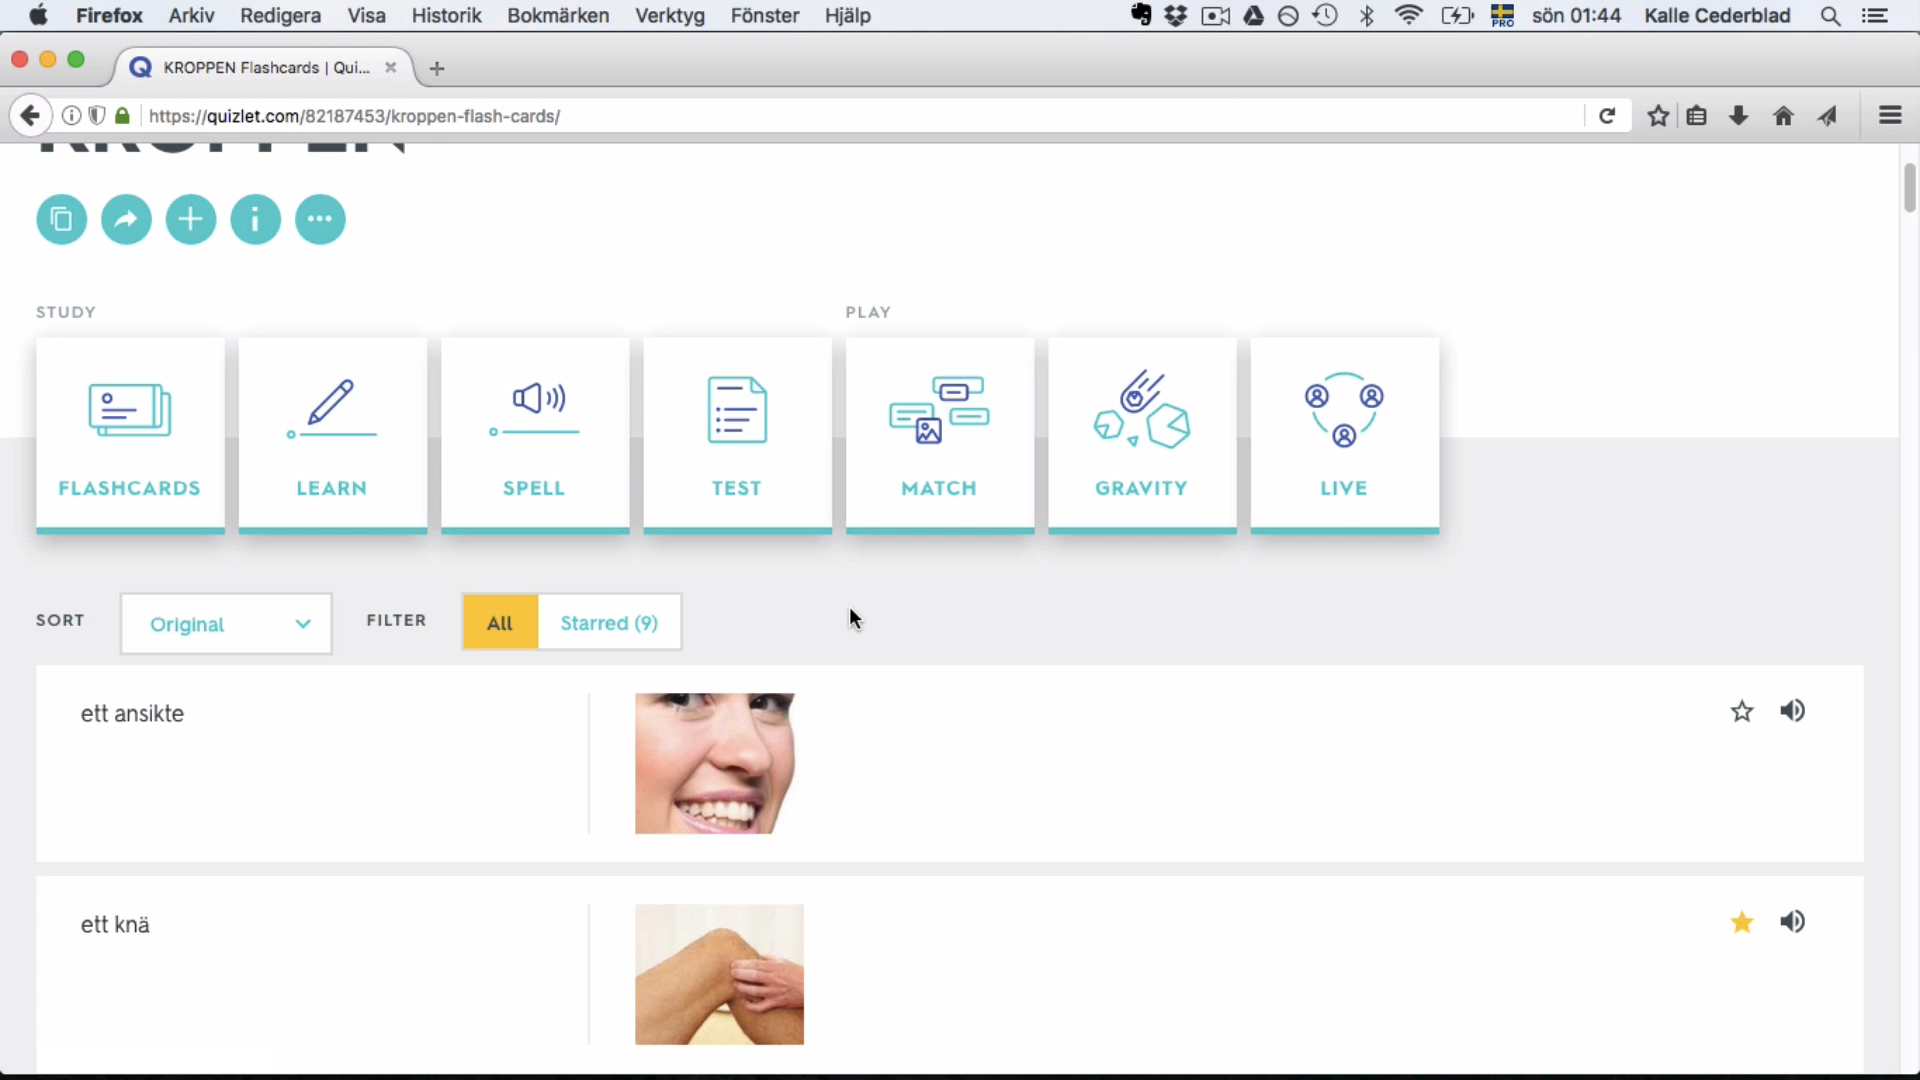 Firefox Arkiv Redigera Visa Historik Bokmärken Verktyg Fönster Hjälp PRO sön 01:44 Kalle Cederblad
KROPPEN Flashcards | Qui...
https://quizlet.com/82187453/kroppen-flash-cards/
KROPPEN
STUDY PLAY
FLASHCARDS LEARN SPELL TEST MATCH GRAVITY LIVE
SORT Original FILTER All Starred (9)
ett ansikte
ett knä